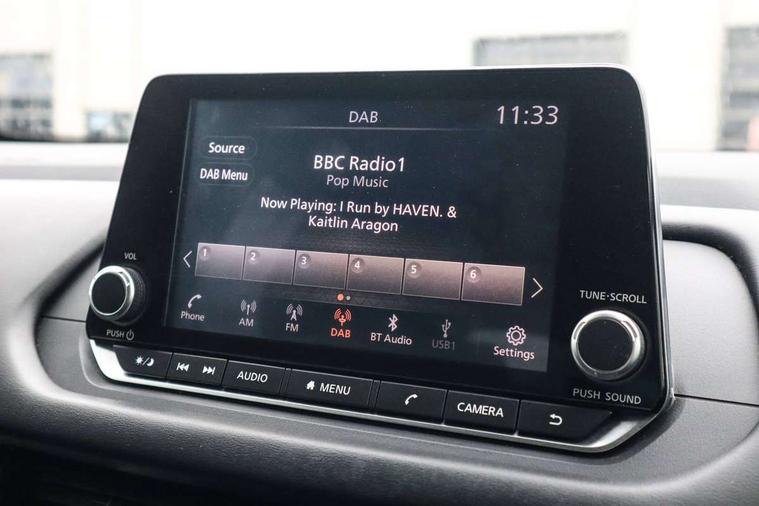 DAB
11:33
Source
DAB Menu
BBC Radio1
Pop Music
Now Playing: I Run by HAVEN. &
Kaitlin Aragon
1 2 3 4 5 6
Phone AM FM DAB BT Audio USB1 Settings
VOL
PUSH
TUNE·SCROLL
PUSH SOUND
AUDIO MENU CAMERA